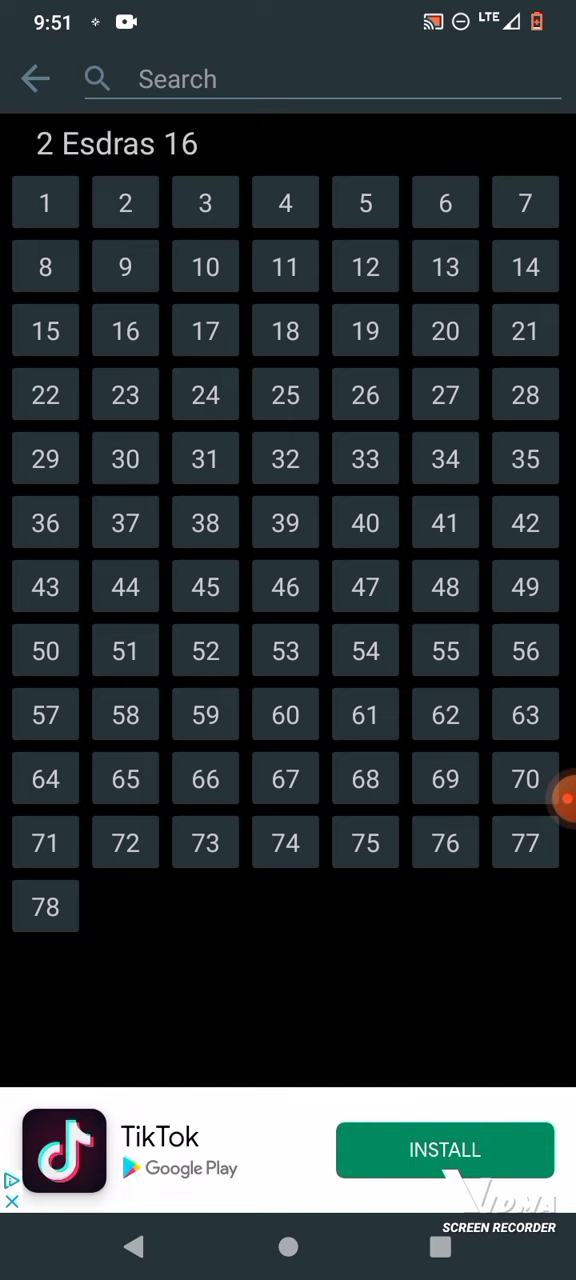 9:51
LTE
Search
2 Esdras 16
1 2 3 4 5 6 7
8 9 10 11 12 13 14
15 16 17 18 19 20 21
22 23 24 25 26 27 28
29 30 31 32 33 34 35
36 37 38 39 40 41 42
43 44 45 46 47 48 49
50 51 52 53 54 55 56
57 58 59 60 61 62 63
64 65 66 67 68 69 70
71 72 73 74 75 76 77
78
TikTok
Google Play
INSTALL
VIDMA
SCREEN RECORDER